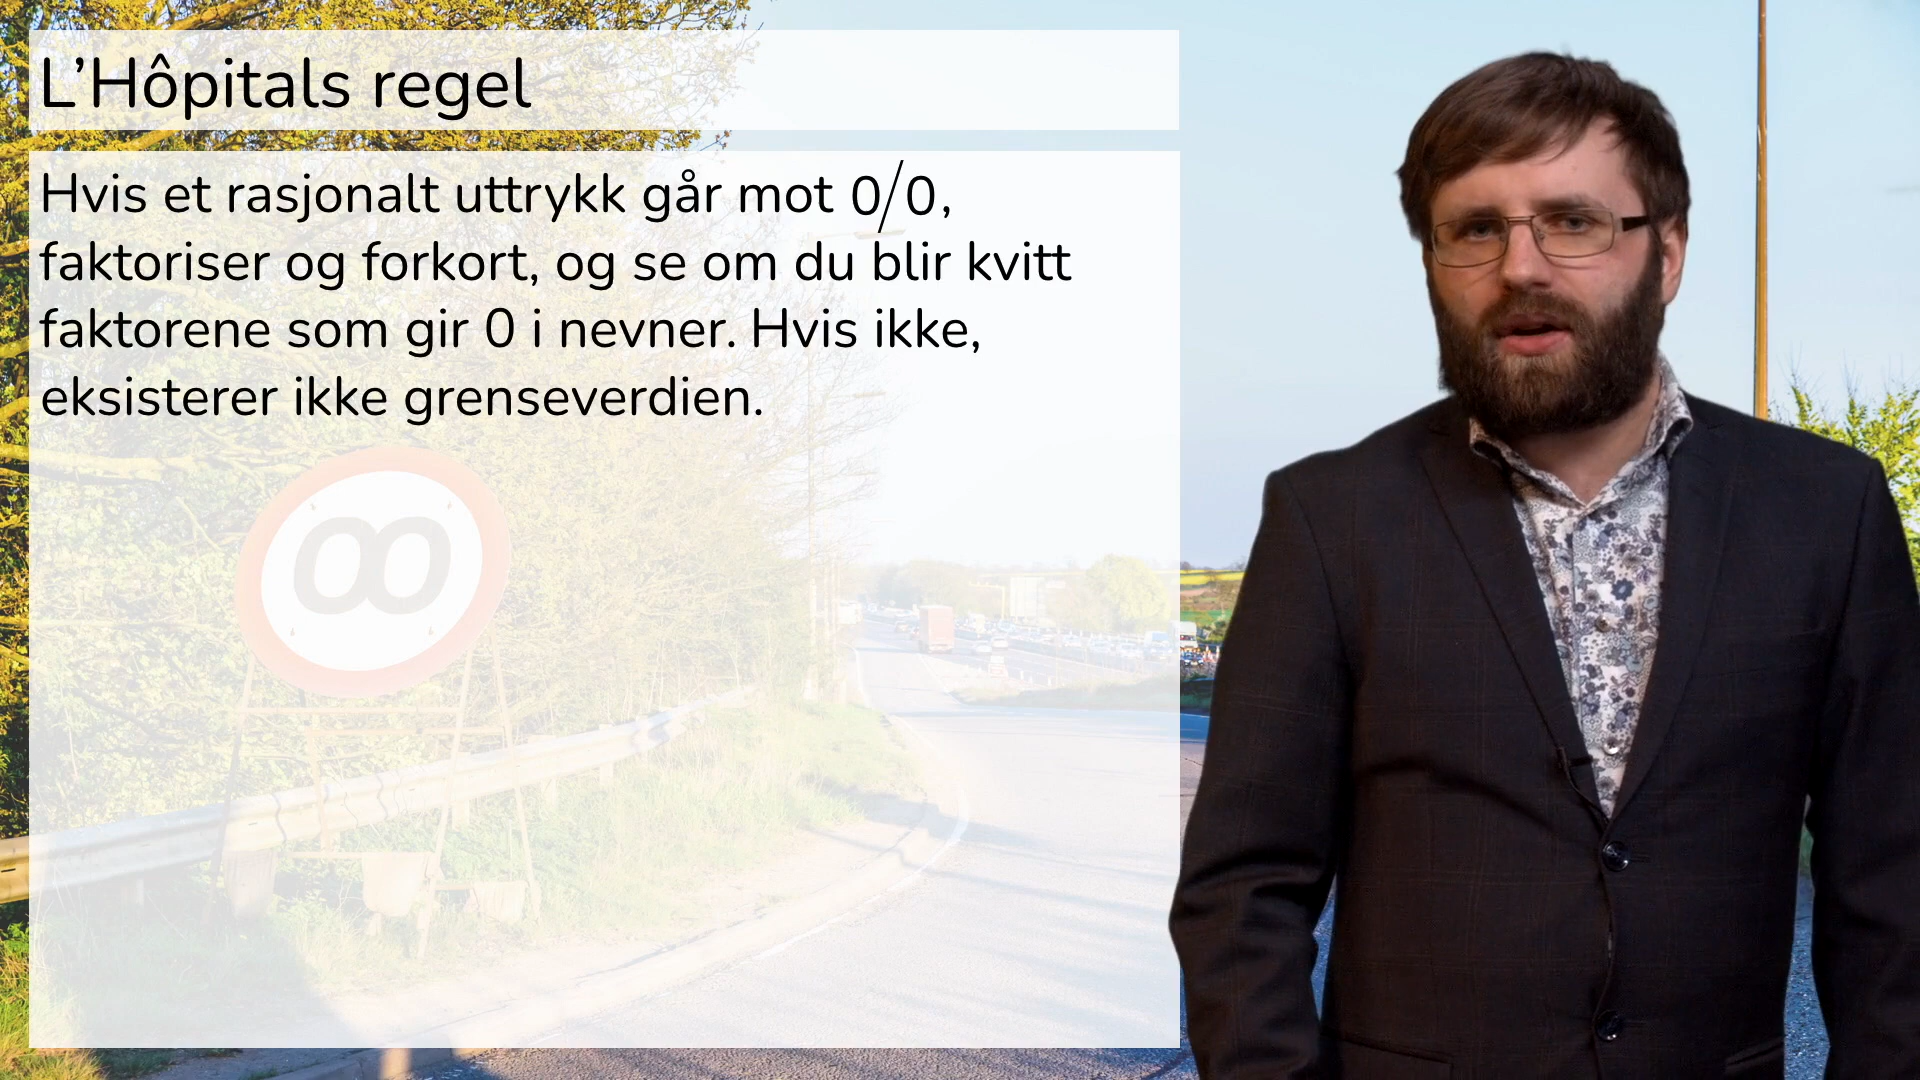 L’Hôpitals regel
Hvis et rasjonalt uttrykk går mot 0/0,
faktoriser og forkort, og se om du blir kvitt
faktorene som gir 0 i nevner. Hvis ikke,
eksisterer ikke grenseverdien.
∞